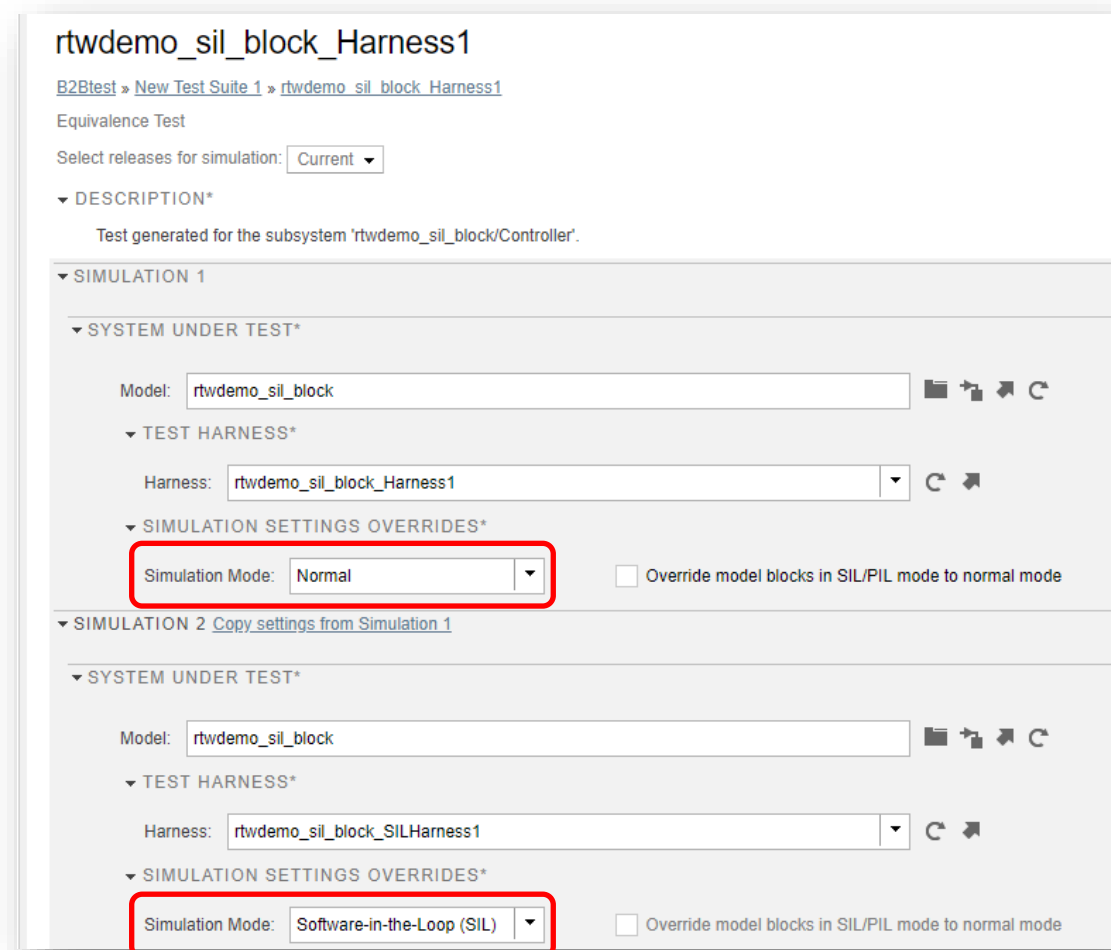 rtwdemo_sil_block_Harness1
B2Btest » New Test Suite 1 » rtwdemo_sil_block_Harness1
Equivalence Test
Select releases for simulation: Current
DESCRIPTION*
Test generated for the subsystem 'rtwdemo_sil_block/Controller'.
SIMULATION 1
SYSTEM UNDER TEST*
Model: rtwdemo_sil_block
TEST HARNESS*
Harness: rtwdemo_sil_block_Harness1
SIMULATION SETTINGS OVERRIDES*
Simulation Mode: Normal Override model blocks in SIL/PIL mode to normal mode
SIMULATION 2 Copy settings from Simulation 1
SYSTEM UNDER TEST*
Model: rtwdemo_sil_block
TEST HARNESS*
Harness: rtwdemo_sil_block_SILHarness1
SIMULATION SETTINGS OVERRIDES*
Simulation Mode: Software-in-the-Loop (SIL) Override model blocks in SIL/PIL mode to normal mode